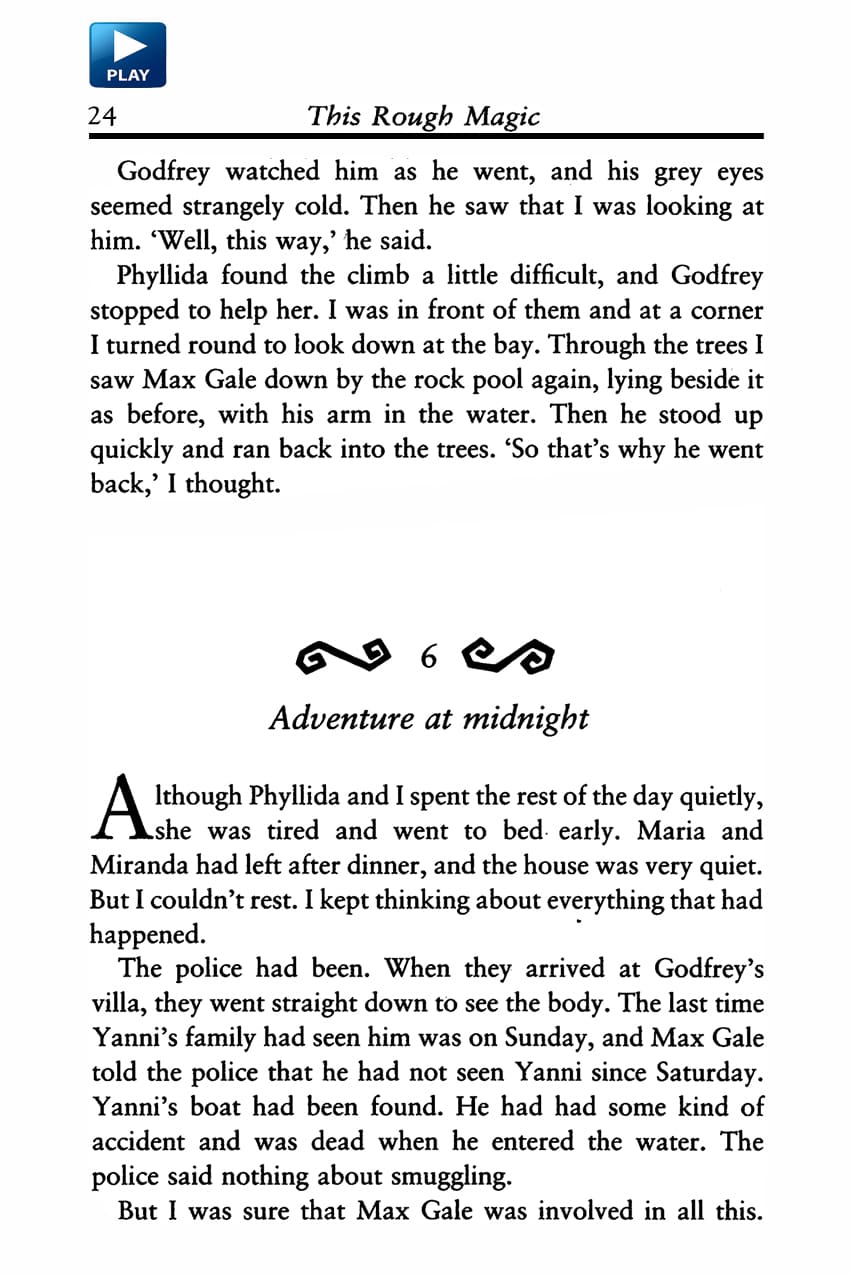 PLAY
24 This Rough Magic
Godfrey watched him as he went, and his grey eyes
seemed strangely cold. Then he saw that I was looking at
him. ‘Well, this way,’ he said.
Phyllida found the climb a little difficult, and Godfrey
stopped to help her. I was in front of them and at a corner
I turned round to look down at the bay. Through the trees I
saw Max Gale down by the rock pool again, lying beside it
as before, with his arm in the water. Then he stood up
quickly and ran back into the trees. ‘So that’s why he went
back,’ I thought.
6
Adventure at midnight
Although Phyllida and I spent the rest of the day quietly,
she was tired and went to bed early. Maria and
Miranda had left after dinner, and the house was very quiet.
But I couldn’t rest. I kept thinking about everything that had
happened.
The police had been. When they arrived at Godfrey’s
villa, they went straight down to see the body. The last time
Yanni’s family had seen him was on Sunday, and Max Gale
told the police that he had not seen Yanni since Saturday.
Yanni’s boat had been found. He had had some kind of
accident and was dead when he entered the water. The
police said nothing about smuggling.
But I was sure that Max Gale was involved in all this.